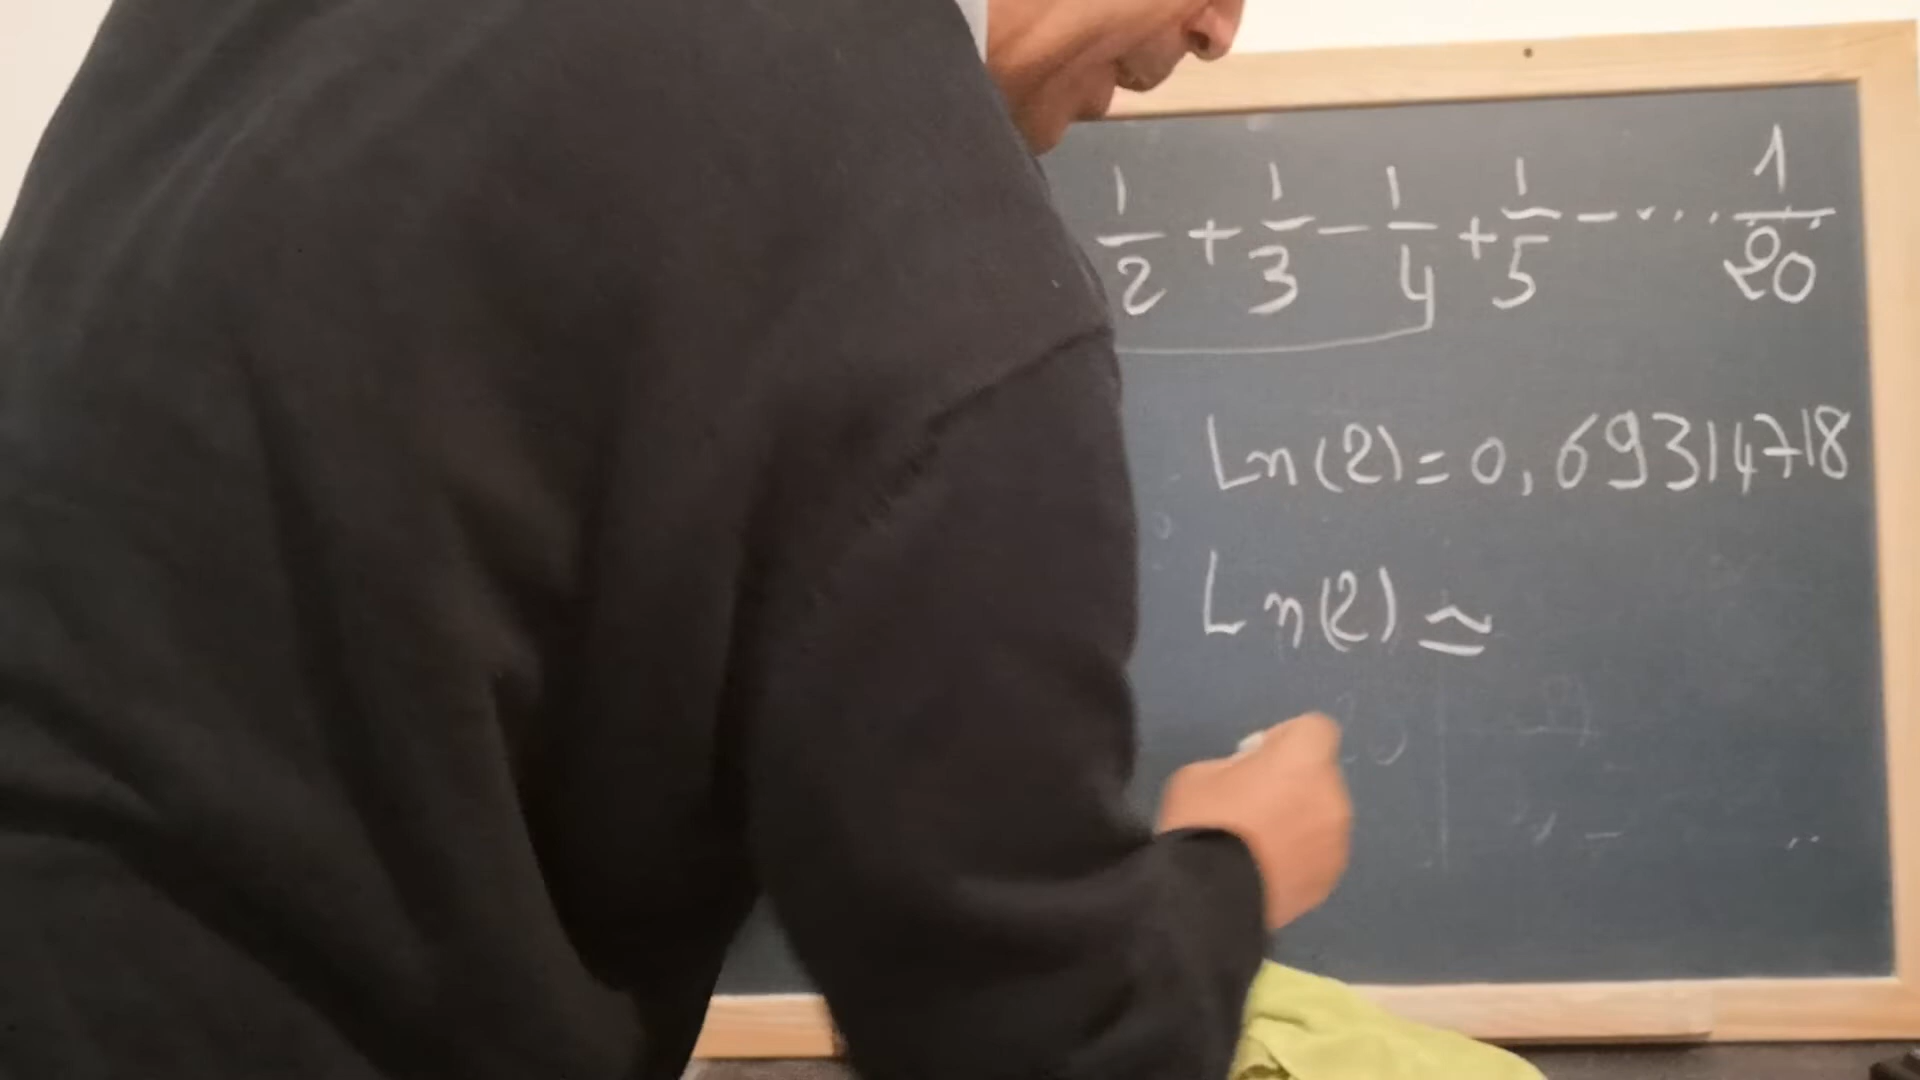 1/2 + 1/3 - 1/4 + 1/5 - ... 1/20
Ln(2) = 0,69314718
Ln(2) ≃